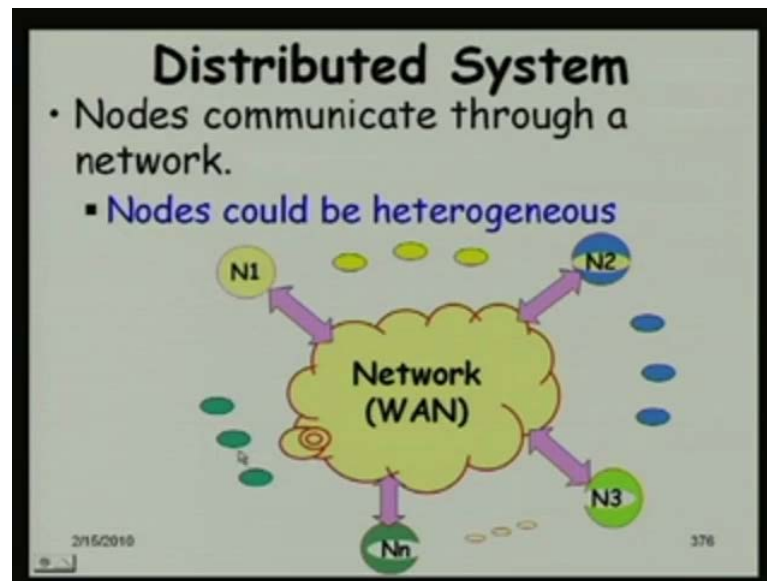 Distributed System
• Nodes communicate through a
network.
▪ Nodes could be heterogeneous
N1
N2
Network
(WAN)
N3
Nn
2/15/2010
376